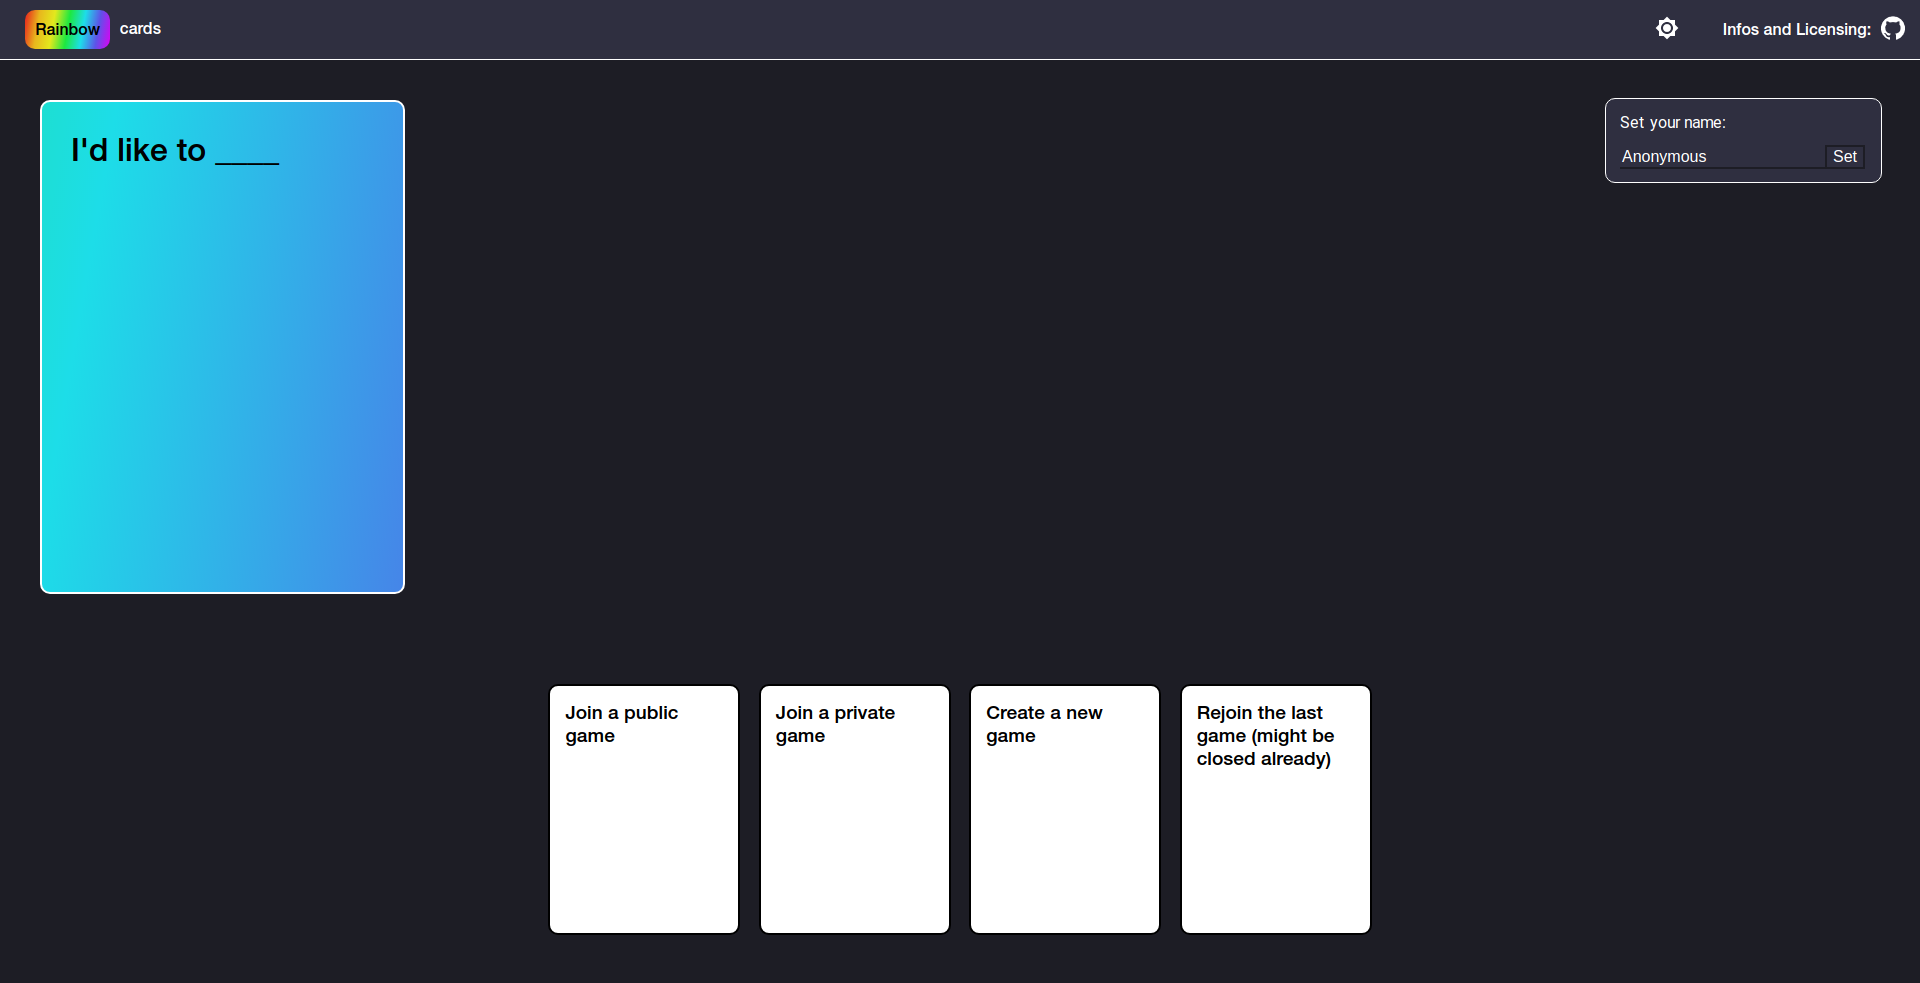 Rainbow cards
Infos and Licensing:
I'd like to ____
Set your name:
Anonymous Set
Join a public
game
Join a private
game
Create a new
game
Rejoin the last
game (might be
closed already)